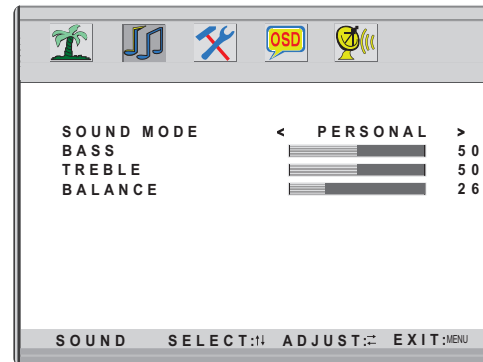 OSD
SOUND MODE < PERSONAL >
BASS 50
TREBLE 50
BALANCE 26
SOUND SELECT:↑↓ ADJUST:⇄ EXIT:MENU